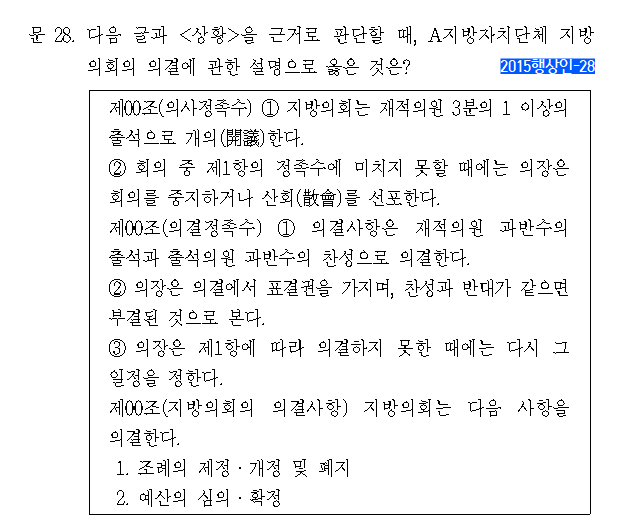 문 28. 다음 글과 <상황>을 근거로 판단할 때, A지방자치단체 지방
의회의 의결에 관한 설명으로 옳은 것은?
2015행상인-28
제00조(의사정족수) ① 지방의회는 재적의원 3분의 1 이상의
출석으로 개의(開議)한다.
② 회의 중 제1항의 정족수에 미치지 못할 때에는 의장은
회의를 중지하거나 산회(散會)를 선포한다.
제00조(의결정족수) ① 의결사항은 재적의원 과반수의
출석과 출석의원 과반수의 찬성으로 의결한다.
② 의장은 의결에서 표결권을 가지며, 찬성과 반대가 같으면
부결된 것으로 본다.
③ 의장은 제1항에 따라 의결하지 못한 때에는 다시 그
일정을 정한다.
제00조(지방의회의 의결사항) 지방의회는 다음 사항을
의결한다.
1. 조례의 제정·개정 및 폐지
2. 예산의 심의·확정